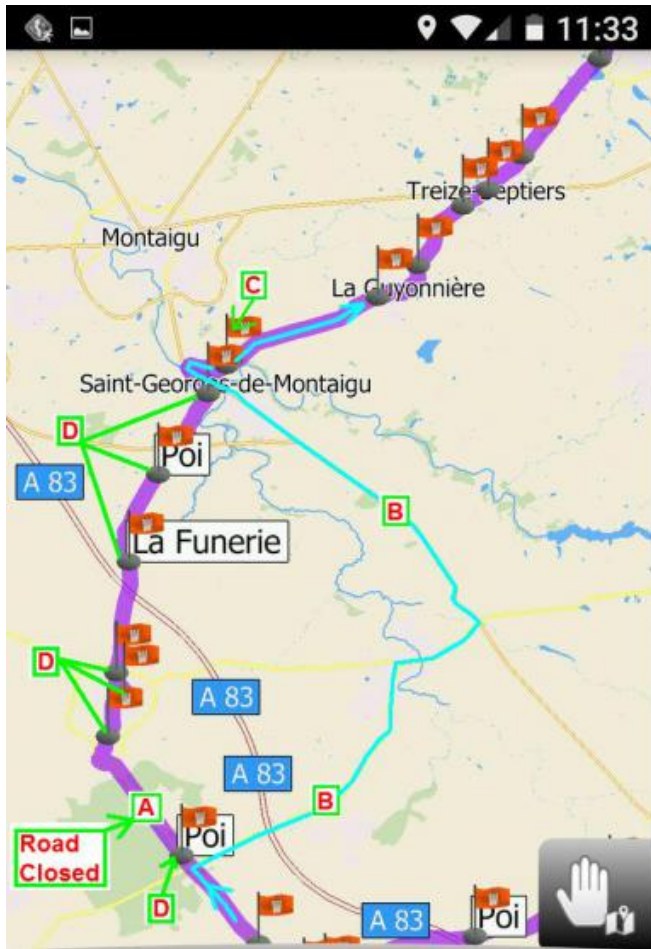 11:33
Treize-Septiers
Montaigu
C
La Guyonnière
Saint-Georges-de-Montaigu
D
Poi
A 83
B
La Funerie
D
A 83
A 83
B
A
Poi
Road
Closed
D
A 83
Poi